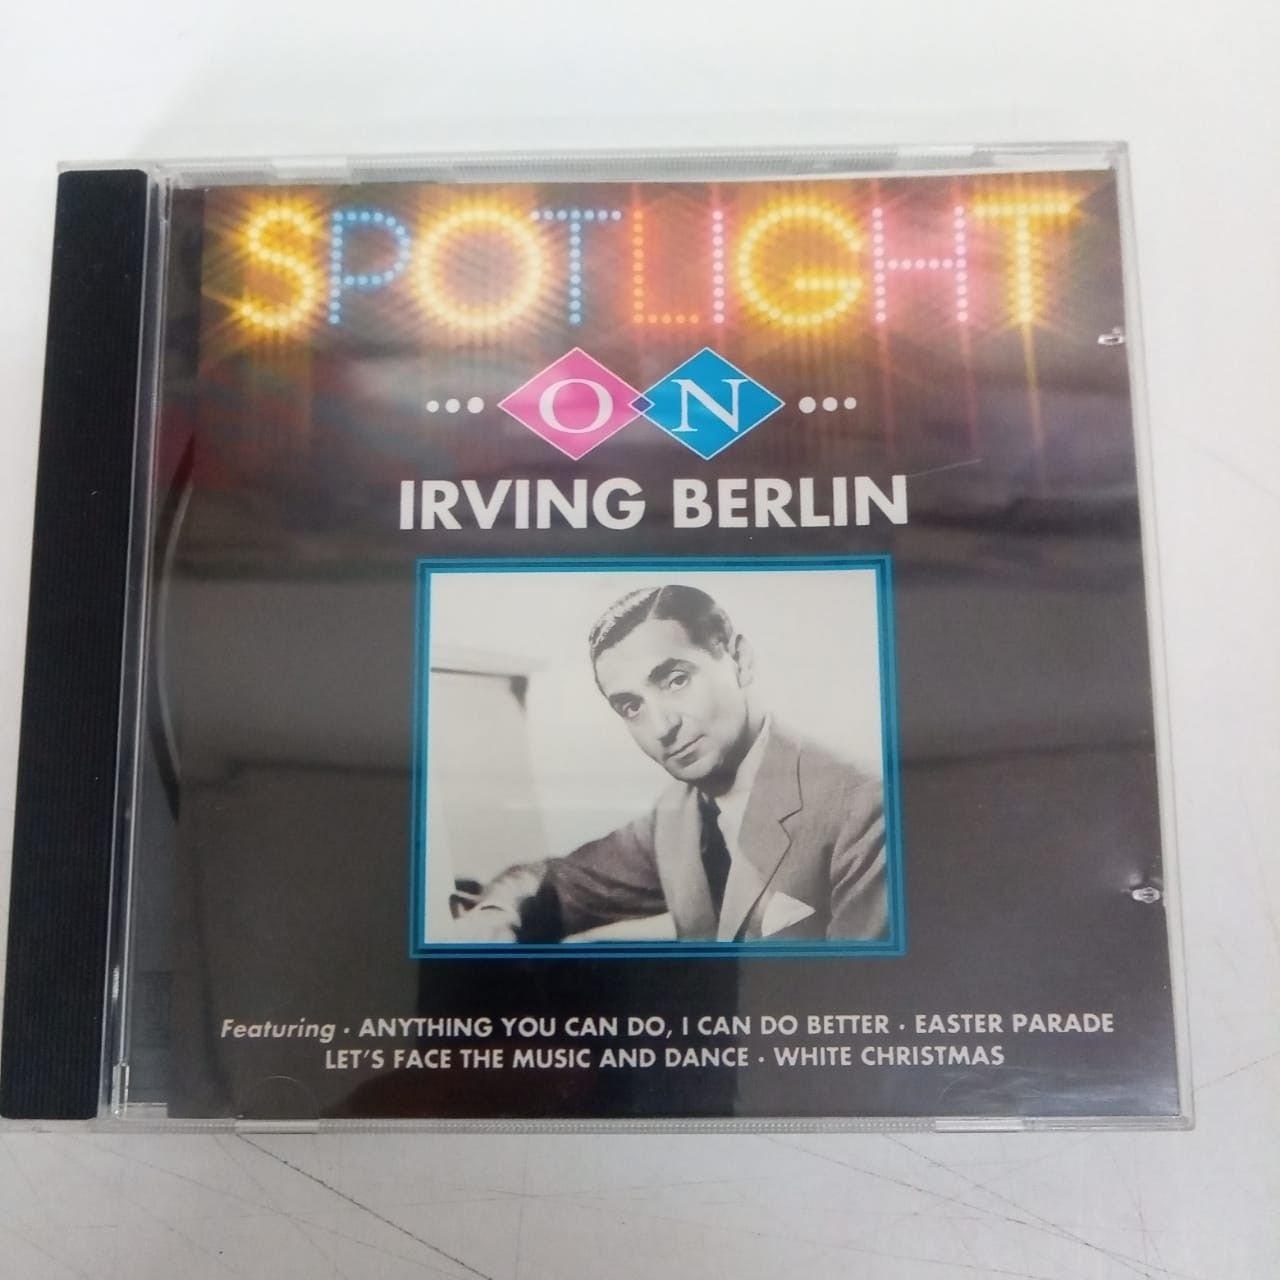 SPOTLIGHT
ON
IRVING BERLIN
Featuring · ANYTHING YOU CAN DO, I CAN DO BETTER · EASTER PARADE
LET'S FACE THE MUSIC AND DANCE · WHITE CHRISTMAS